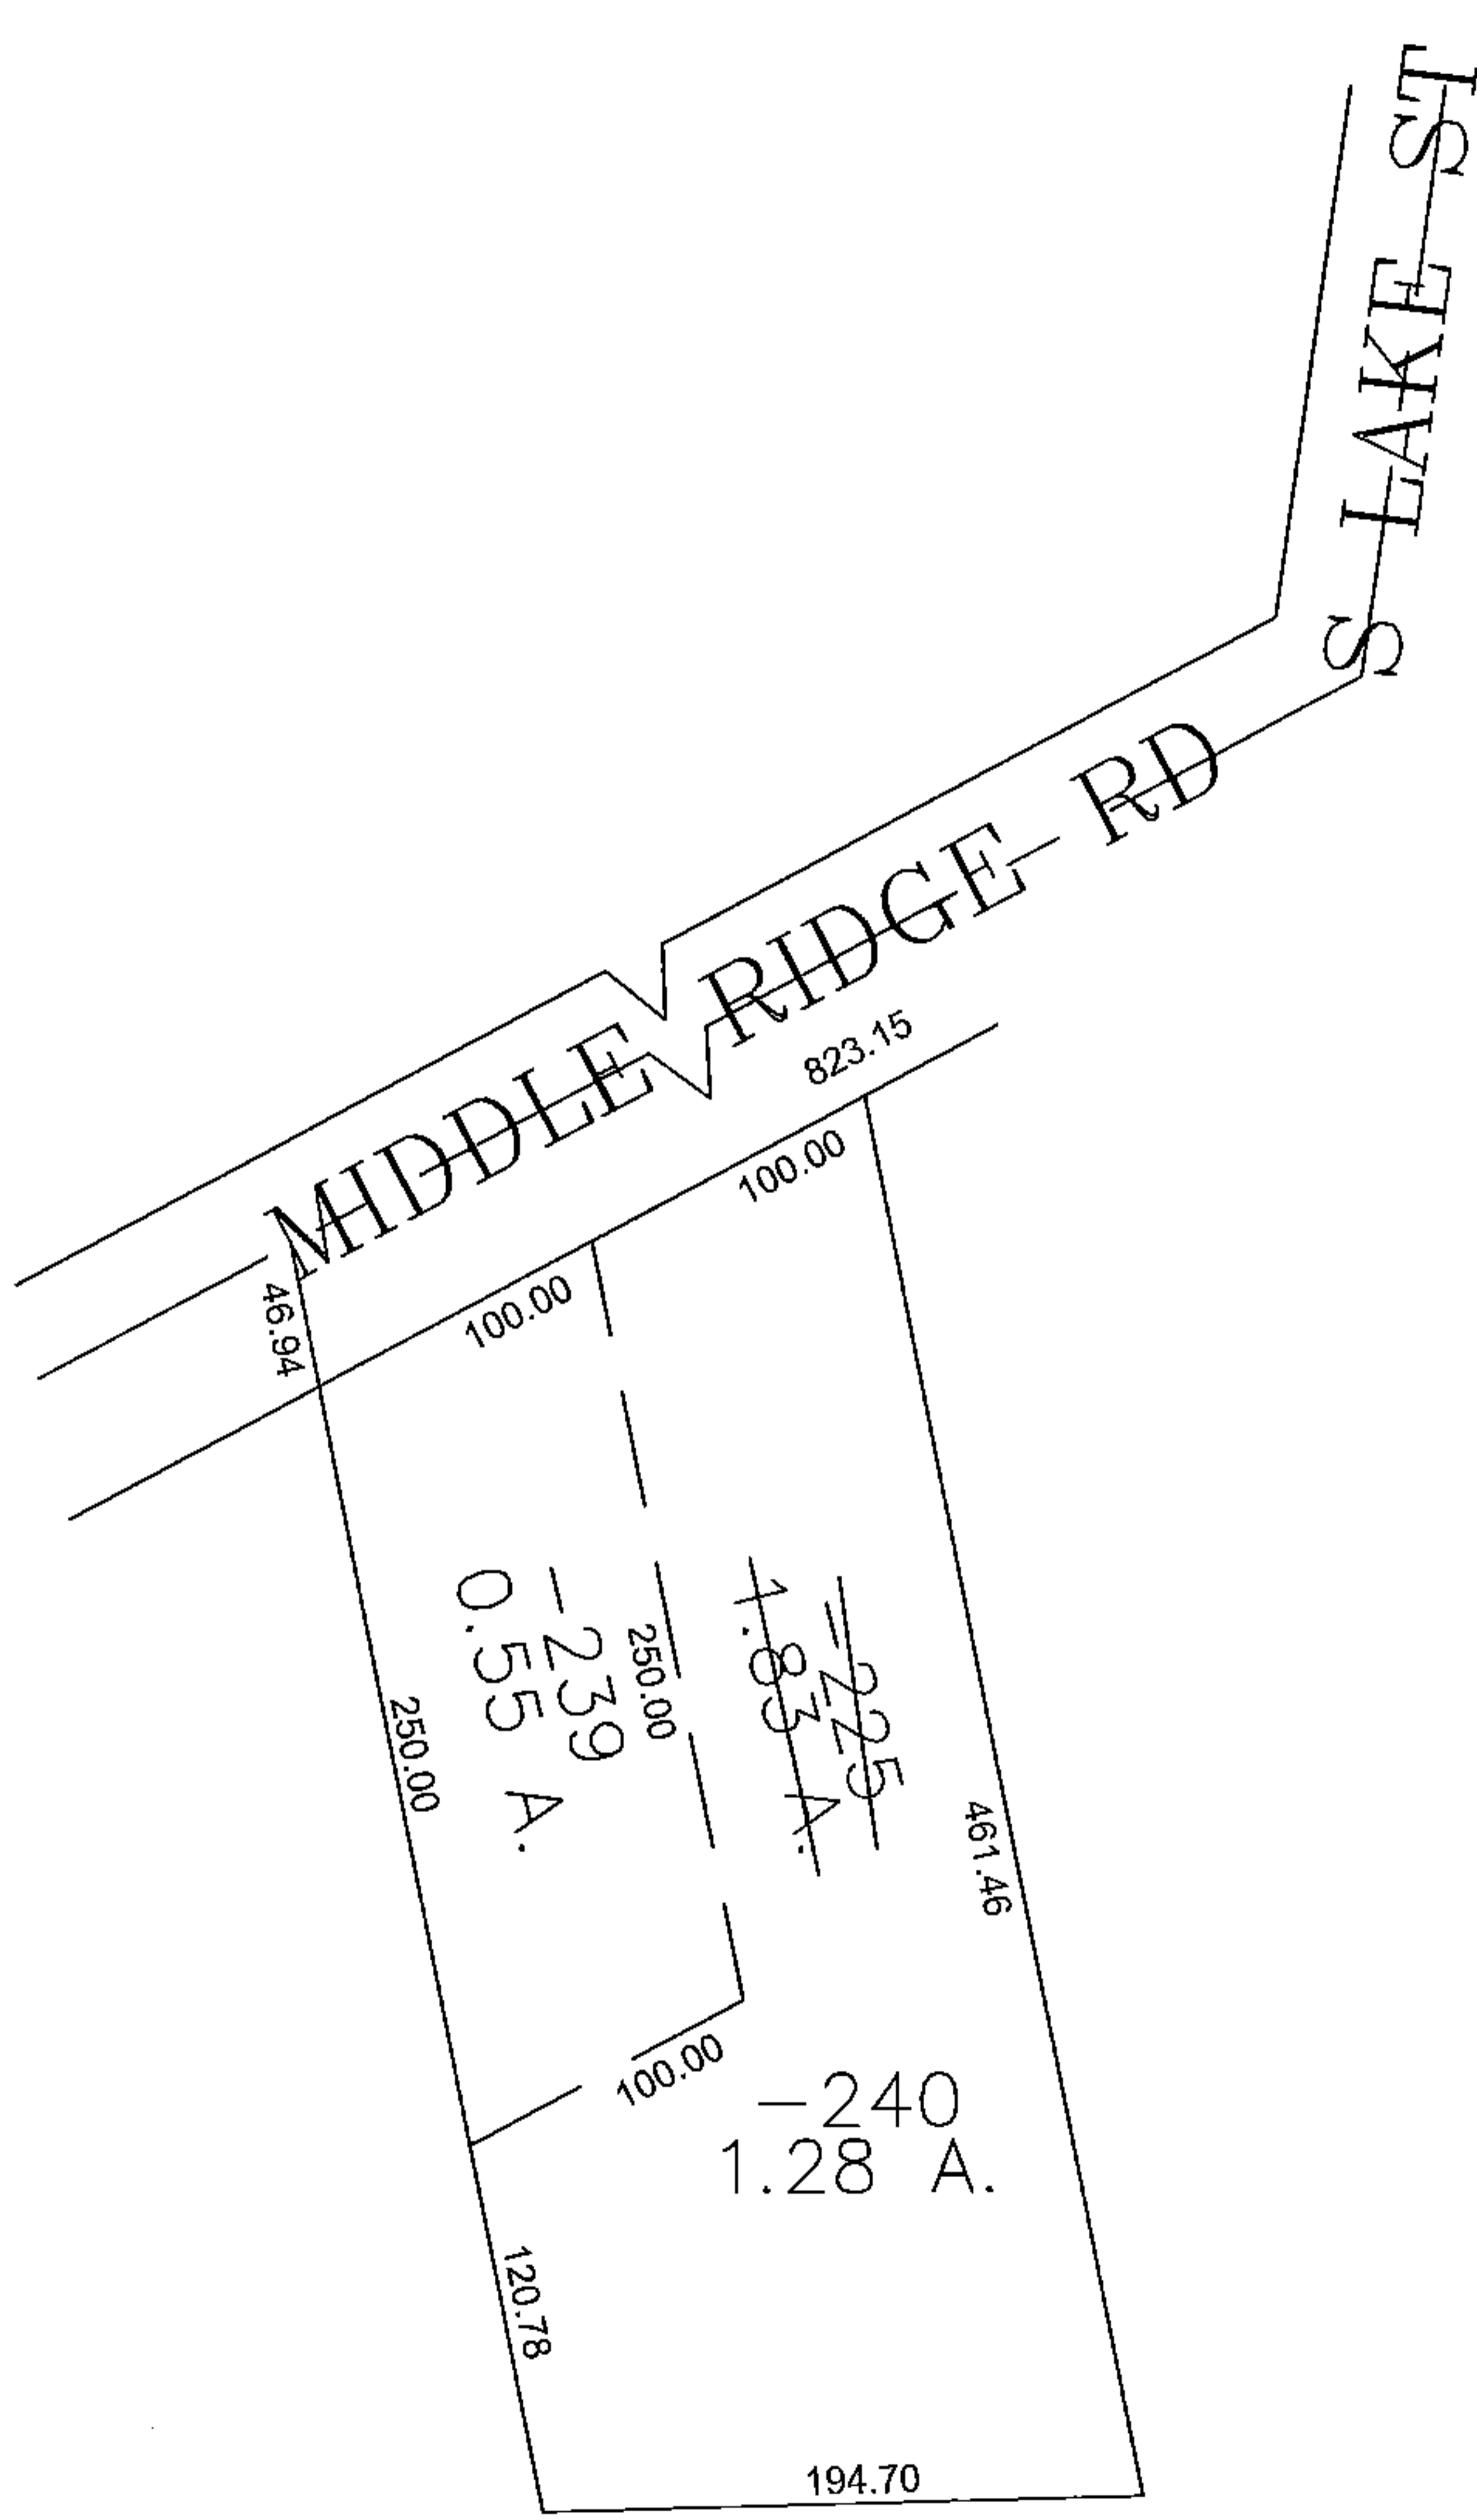 S LAKE ST
MIDDLE RIDGE RD
823.15
100.00
100.00
46.94
-239
0.55 A.
250.00
250.00
-225
1.83 A.
461.46
100.00
-240
1.28 A.
120.78
194.70